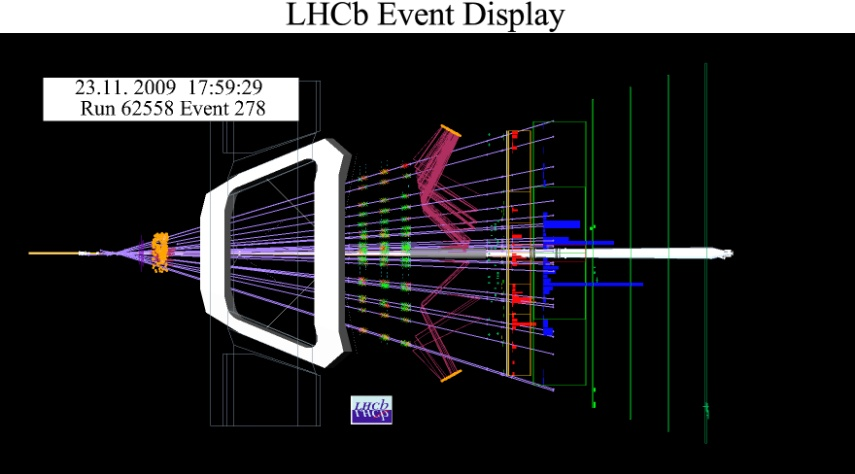 LHCb Event Display
23.11. 2009 17:59:29
Run 62558 Event 278
LHCb